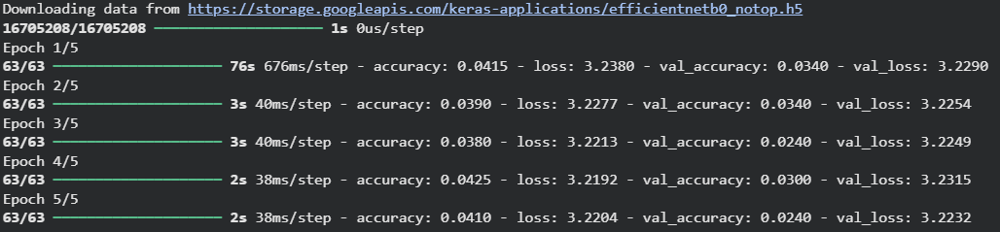 Downloading data from https://storage.googleapis.com/keras-applications/efficientnetb0_notop.h5
16705208/16705208 ━━━━━━━━━━━━━━━━━━━━ 1s 0us/step
Epoch 1/5
63/63 ━━━━━━━━━━━━━━━━━━━━ 76s 676ms/step - accuracy: 0.0415 - loss: 3.2380 - val_accuracy: 0.0340 - val_loss: 3.2290
Epoch 2/5
63/63 ━━━━━━━━━━━━━━━━━━━━ 3s 40ms/step - accuracy: 0.0390 - loss: 3.2277 - val_accuracy: 0.0340 - val_loss: 3.2254
Epoch 3/5
63/63 ━━━━━━━━━━━━━━━━━━━━ 3s 40ms/step - accuracy: 0.0380 - loss: 3.2213 - val_accuracy: 0.0240 - val_loss: 3.2249
Epoch 4/5
63/63 ━━━━━━━━━━━━━━━━━━━━ 2s 38ms/step - accuracy: 0.0425 - loss: 3.2192 - val_accuracy: 0.0300 - val_loss: 3.2315
Epoch 5/5
63/63 ━━━━━━━━━━━━━━━━━━━━ 2s 38ms/step - accuracy: 0.0410 - loss: 3.2204 - val_accuracy: 0.0240 - val_loss: 3.2232